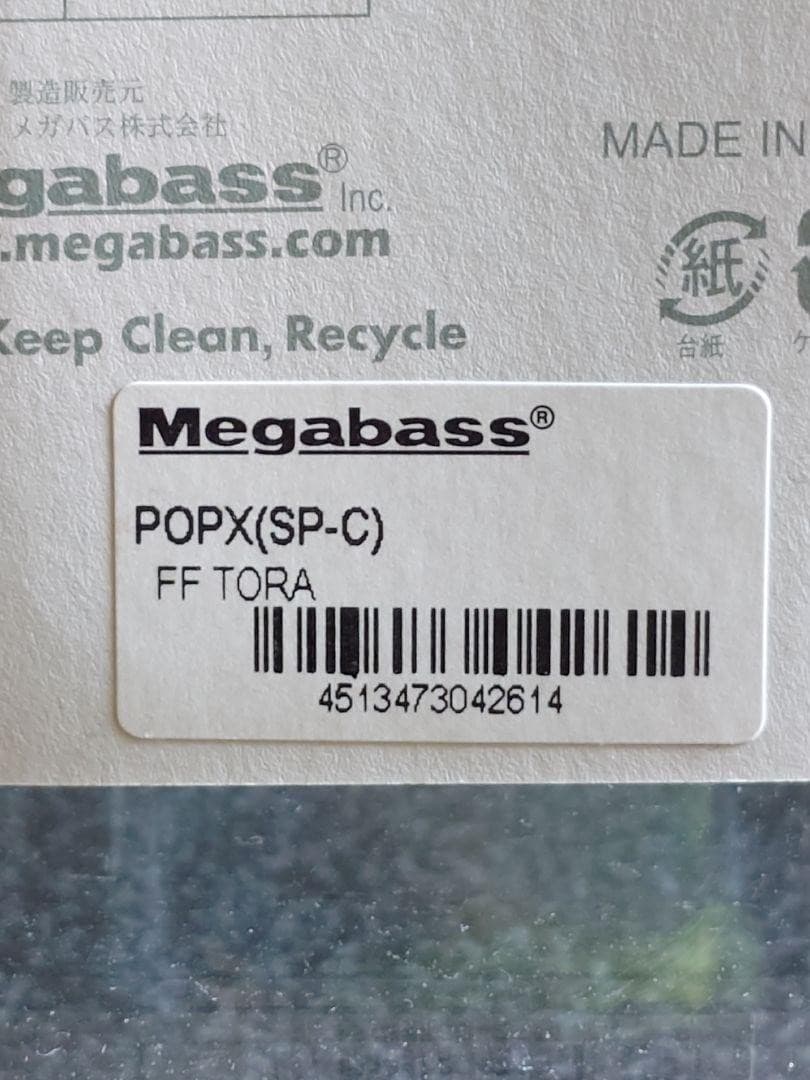 製造販売元
メガバス株式会社
gabass® Inc.
.megabass.com
Keep Clean, Recycle
MADE IN
紙
台紙
ケ
Megabass®
POPX(SP-C)
FF TORA
4513473042614